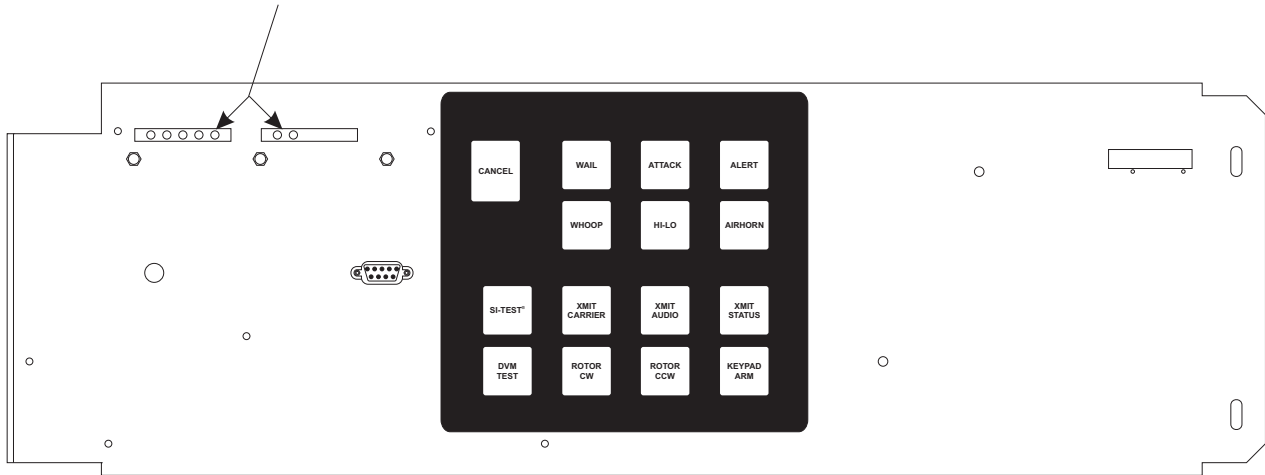 CANCEL
WAIL
ATTACK
ALERT
WHOOP
HI-LO
AIRHORN
SI-TEST®
XMIT
CARRIER
XMIT
AUDIO
XMIT
STATUS
DVM
TEST
ROTOR
CW
ROTOR
CCW
KEYPAD
ARM